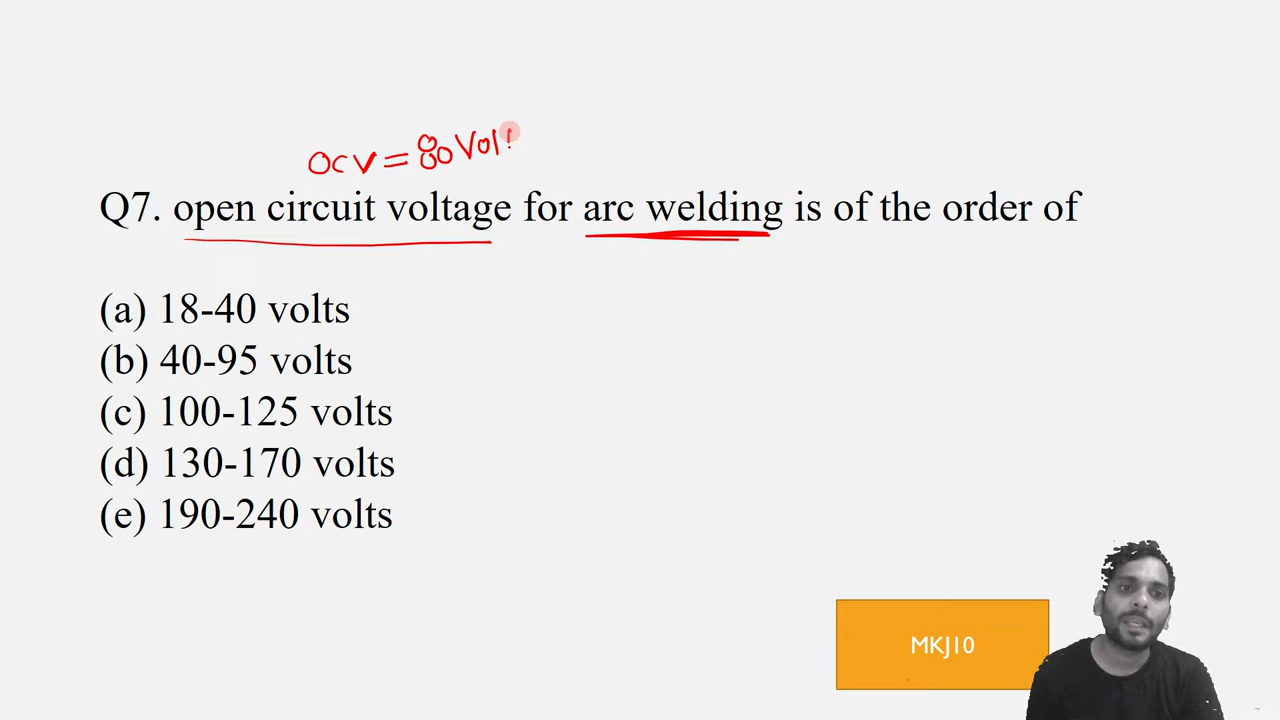 OCV = 80 Vol
Q7. open circuit voltage for arc welding is of the order of
(a) 18-40 volts
(b) 40-95 volts
(c) 100-125 volts
(d) 130-170 volts
(e) 190-240 volts
MKJ10